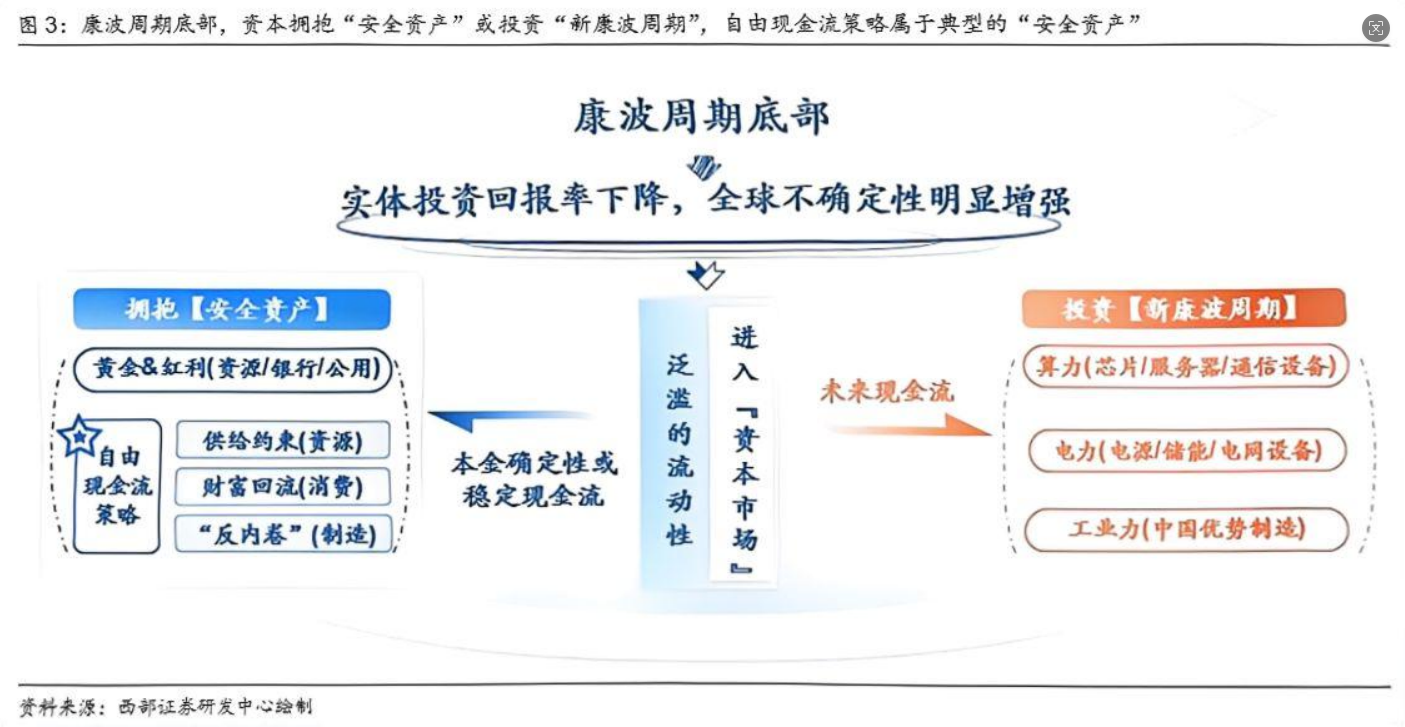 图 3：康波周期底部，资本拥抱“安全资产”或投资“新康波周期”，自由现金流策略属于典型的“安全资产”
康波周期底部
实体投资回报率下降，全球不确定性明显增强
拥抱【安全资产】
黄金&红利(资源/银行/公用)
自由
现金流
策略
供给约束(资源)
财富回流(消费)
“反内卷”(制造)
本金确定性或
稳定现金流
泛滥的流动性
进入『资本市场』
未来现金流
投资【新康波周期】
算力(芯片/服务器/通信设备)
电力(电源/储能/电网设备)
工业力(中国优势制造)
资料来源：西部证券研发中心绘制